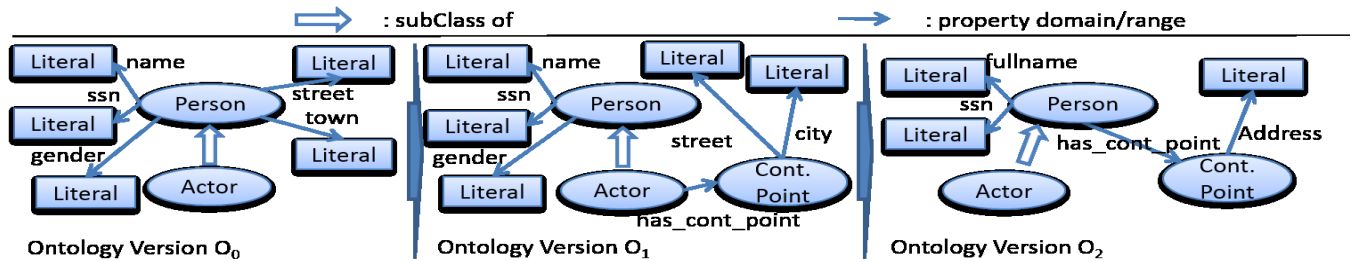 : subClass of
: property domain/range
Literal
name
ssn
Literal
gender
Literal
Person
Actor
Literal
street
town
Literal
Ontology Version O0
Literal
name
ssn
Literal
gender
Literal
Person
Actor
Literal
Literal
street
city
Cont.
Point
has_cont_point
Ontology Version O1
Literal
fullname
ssn
Literal
Person
Actor
has_cont_point
Literal
Address
Cont.
Point
Ontology Version O2